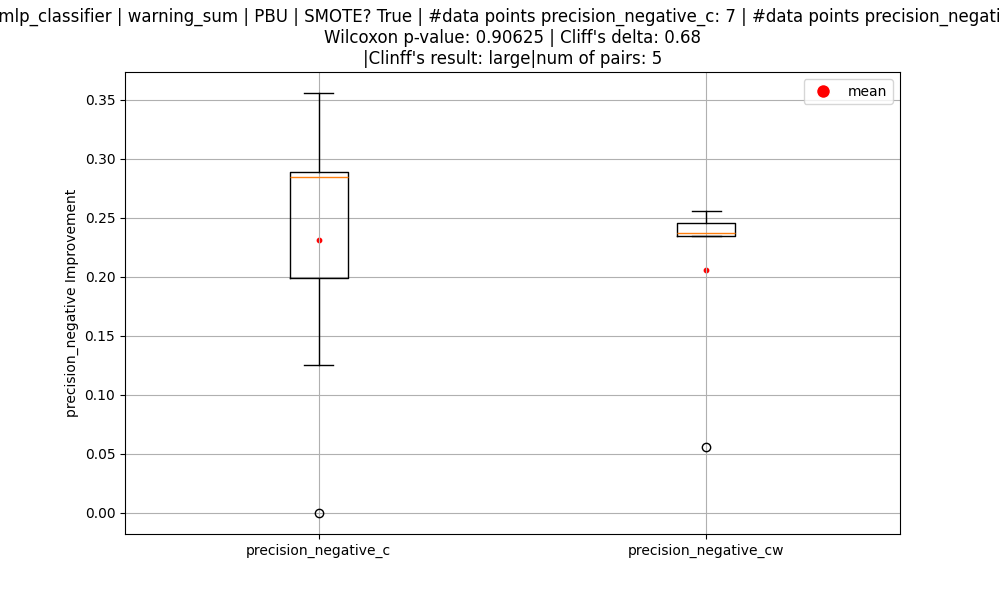 mlp_classifier | warning_sum | PBU | SMOTE? True | #data points precision_negative_c: 7 | #data points precision_negati
Wilcoxon p-value: 0.90625 | Cliff's delta: 0.68
|Clinff's result: large|num of pairs: 5
mean
0.35
0.30
0.25
0.20
0.15
0.10
0.05
0.00
precision_negative Improvement
precision_negative_c
precision_negative_cw